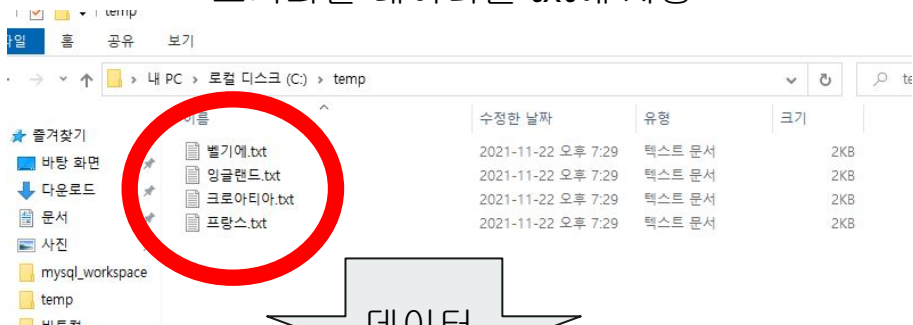 temp
파일 홈 공유 보기
내 PC > 로컬 디스크 (C:) > temp
이름 수정한 날짜 유형 크기
즐겨찾기
바탕 화면
다운로드
문서
사진
mysql_workspace
temp
벨기에.txt 2021-11-22 오후 7:29 텍스트 문서 2KB
잉글랜드.txt 2021-11-22 오후 7:29 텍스트 문서 2KB
크로아티아.txt 2021-11-22 오후 7:29 텍스트 문서 2KB
프랑스.txt 2021-11-22 오후 7:29 텍스트 문서 2KB
데이터